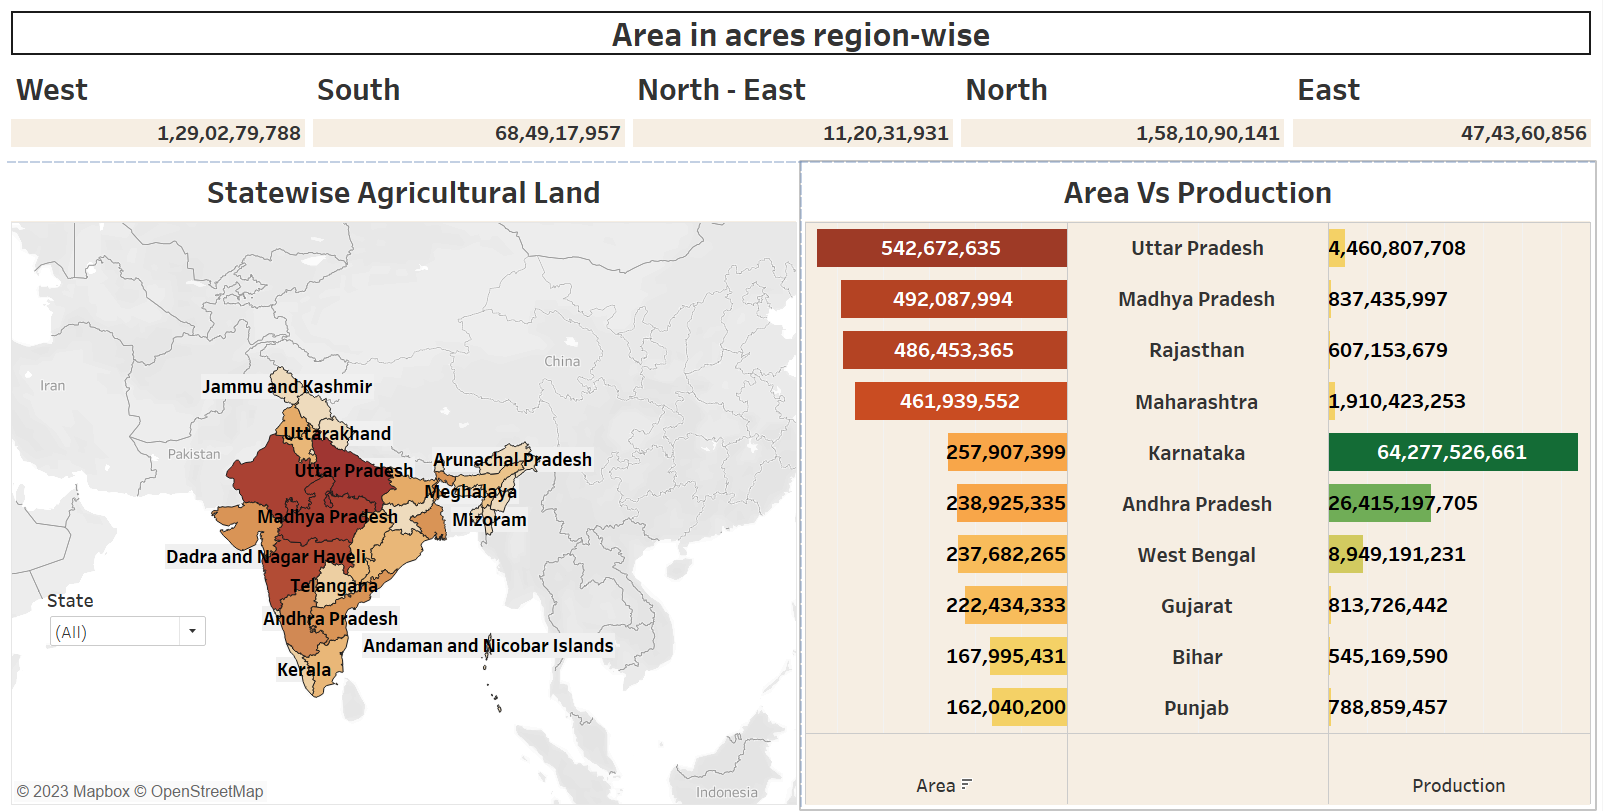 Area in acres region-wise
West South North - East North East
1,29,02,79,788 68,49,17,957 11,20,31,931 1,58,10,90,141 47,43,60,856
Statewise Agricultural Land
China
Iran
Jammu and Kashmir
Uttarakhand
Pakistan
Arunachal Pradesh
Uttar Pradesh
Meghalaya
Madhya Pradesh
Mizoram
Dadra and Nagar Haveli
Telangana
State
Andhra Pradesh
(All)
Andaman and Nicobar Islands
Kerala
Indonesia
© 2023 Mapbox © OpenStreetMap
Area Vs Production
542,672,635 Uttar Pradesh 4,460,807,708
492,087,994 Madhya Pradesh 837,435,997
486,453,365 Rajasthan 607,153,679
461,939,552 Maharashtra 1,910,423,253
257,907,399 Karnataka 64,277,526,661
238,925,335 Andhra Pradesh 26,415,197,705
237,682,265 West Bengal 8,949,191,231
222,434,333 Gujarat 813,726,442
167,995,431 Bihar 545,169,590
162,040,200 Punjab 788,859,457
Area Production